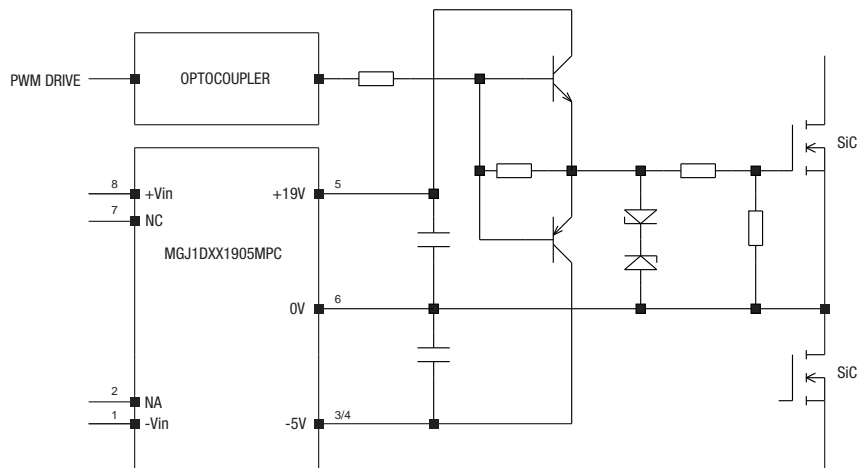 PWM DRIVE
OPTOCOUPLER
SiC
8
+Vin
+19V
5
7
NC
MGJ1DXX1905MPC
0V
6
2
NA
SiC
1
-Vin
-5V
3/4